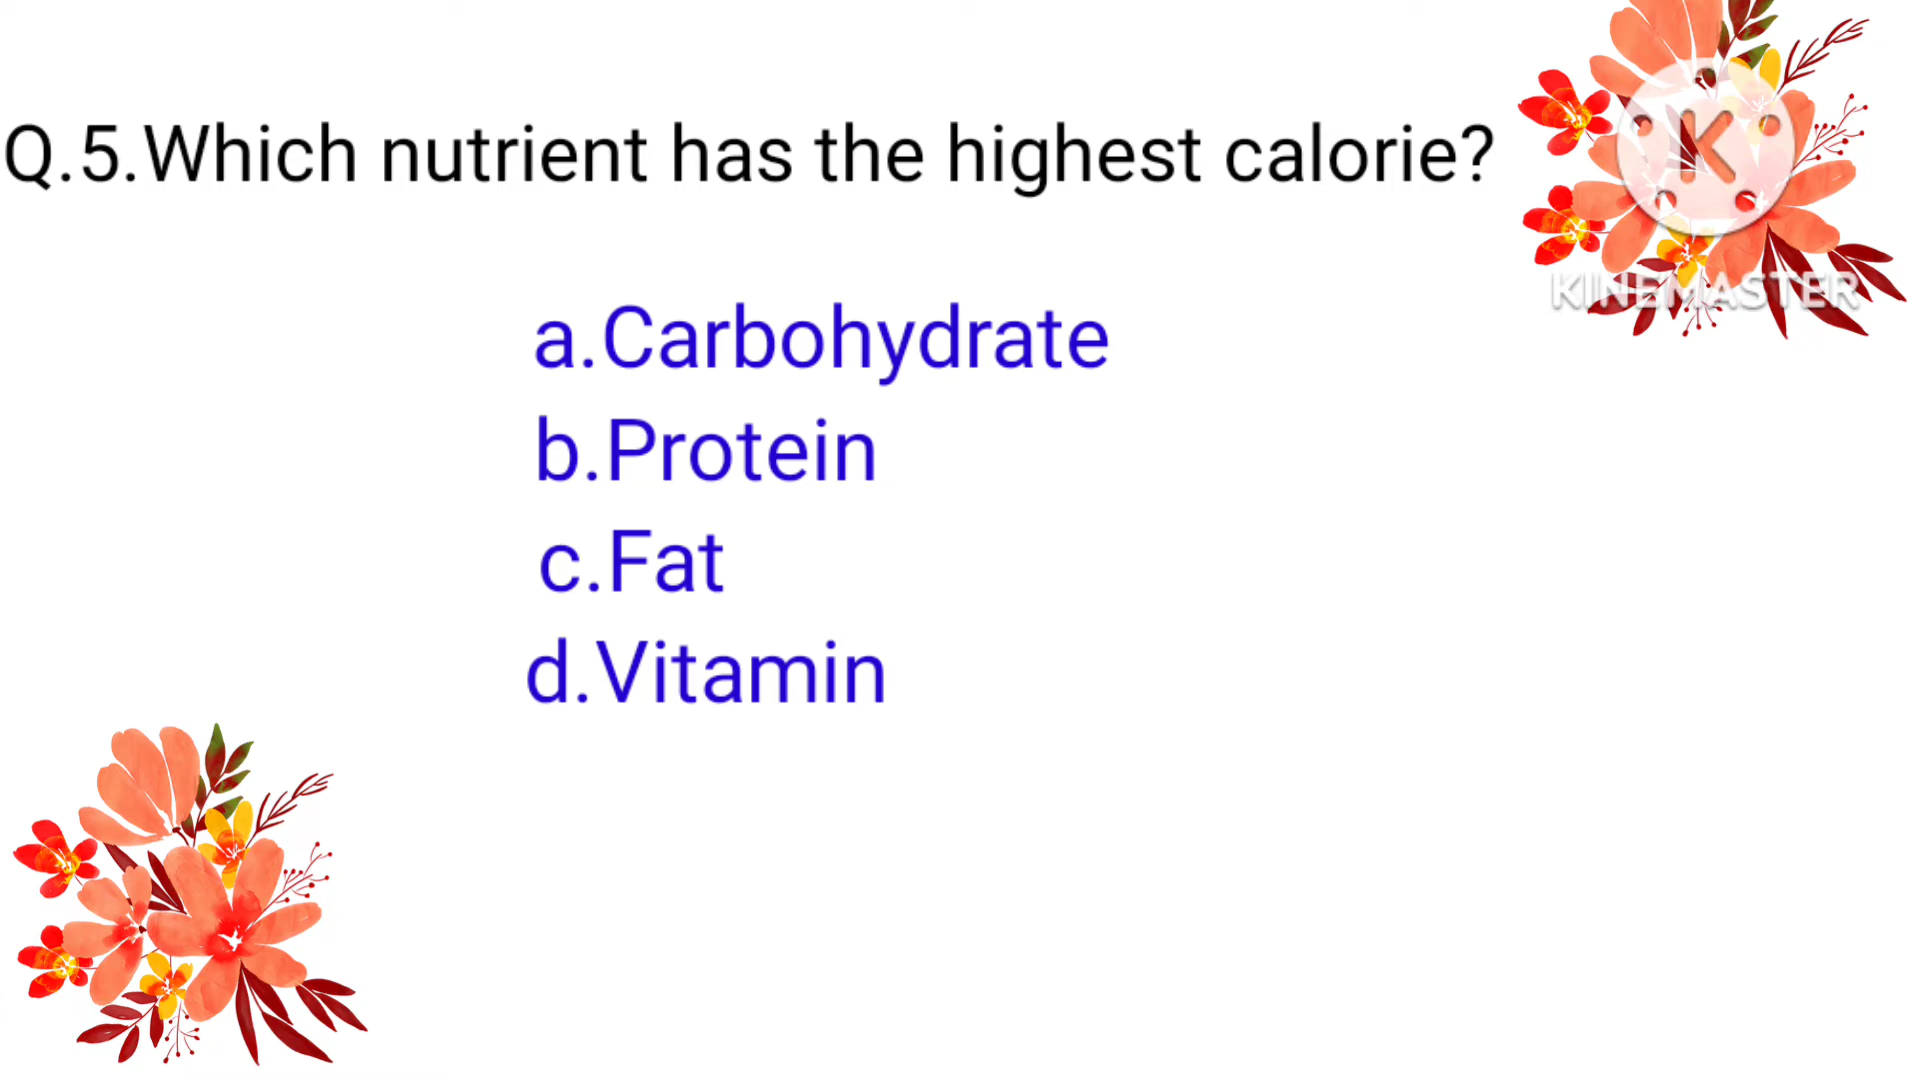 Q.5.Which nutrient has the highest calorie?
K
KINEMASTER
a.Carbohydrate
b.Protein
c.Fat
d.Vitamin